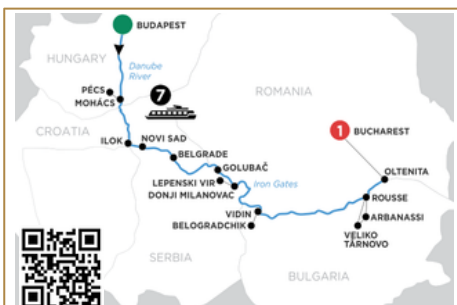 BUDAPEST
HUNGARY
Danube
River
PÉCS
MOHÁCS
7
ROMANIA
CROATIA
ILOK
NOVI SAD
BELGRADE
1
BUCHAREST
GOLUBAČ
LEPENSKI VIR
DONJI MILANOVAC
Iron Gates
OLTENITA
ROUSSE
ARBANASSI
VELIKO
TÂRNOVO
VIDIN
BELOGRADCHIK
SERBIA
BULGARIA